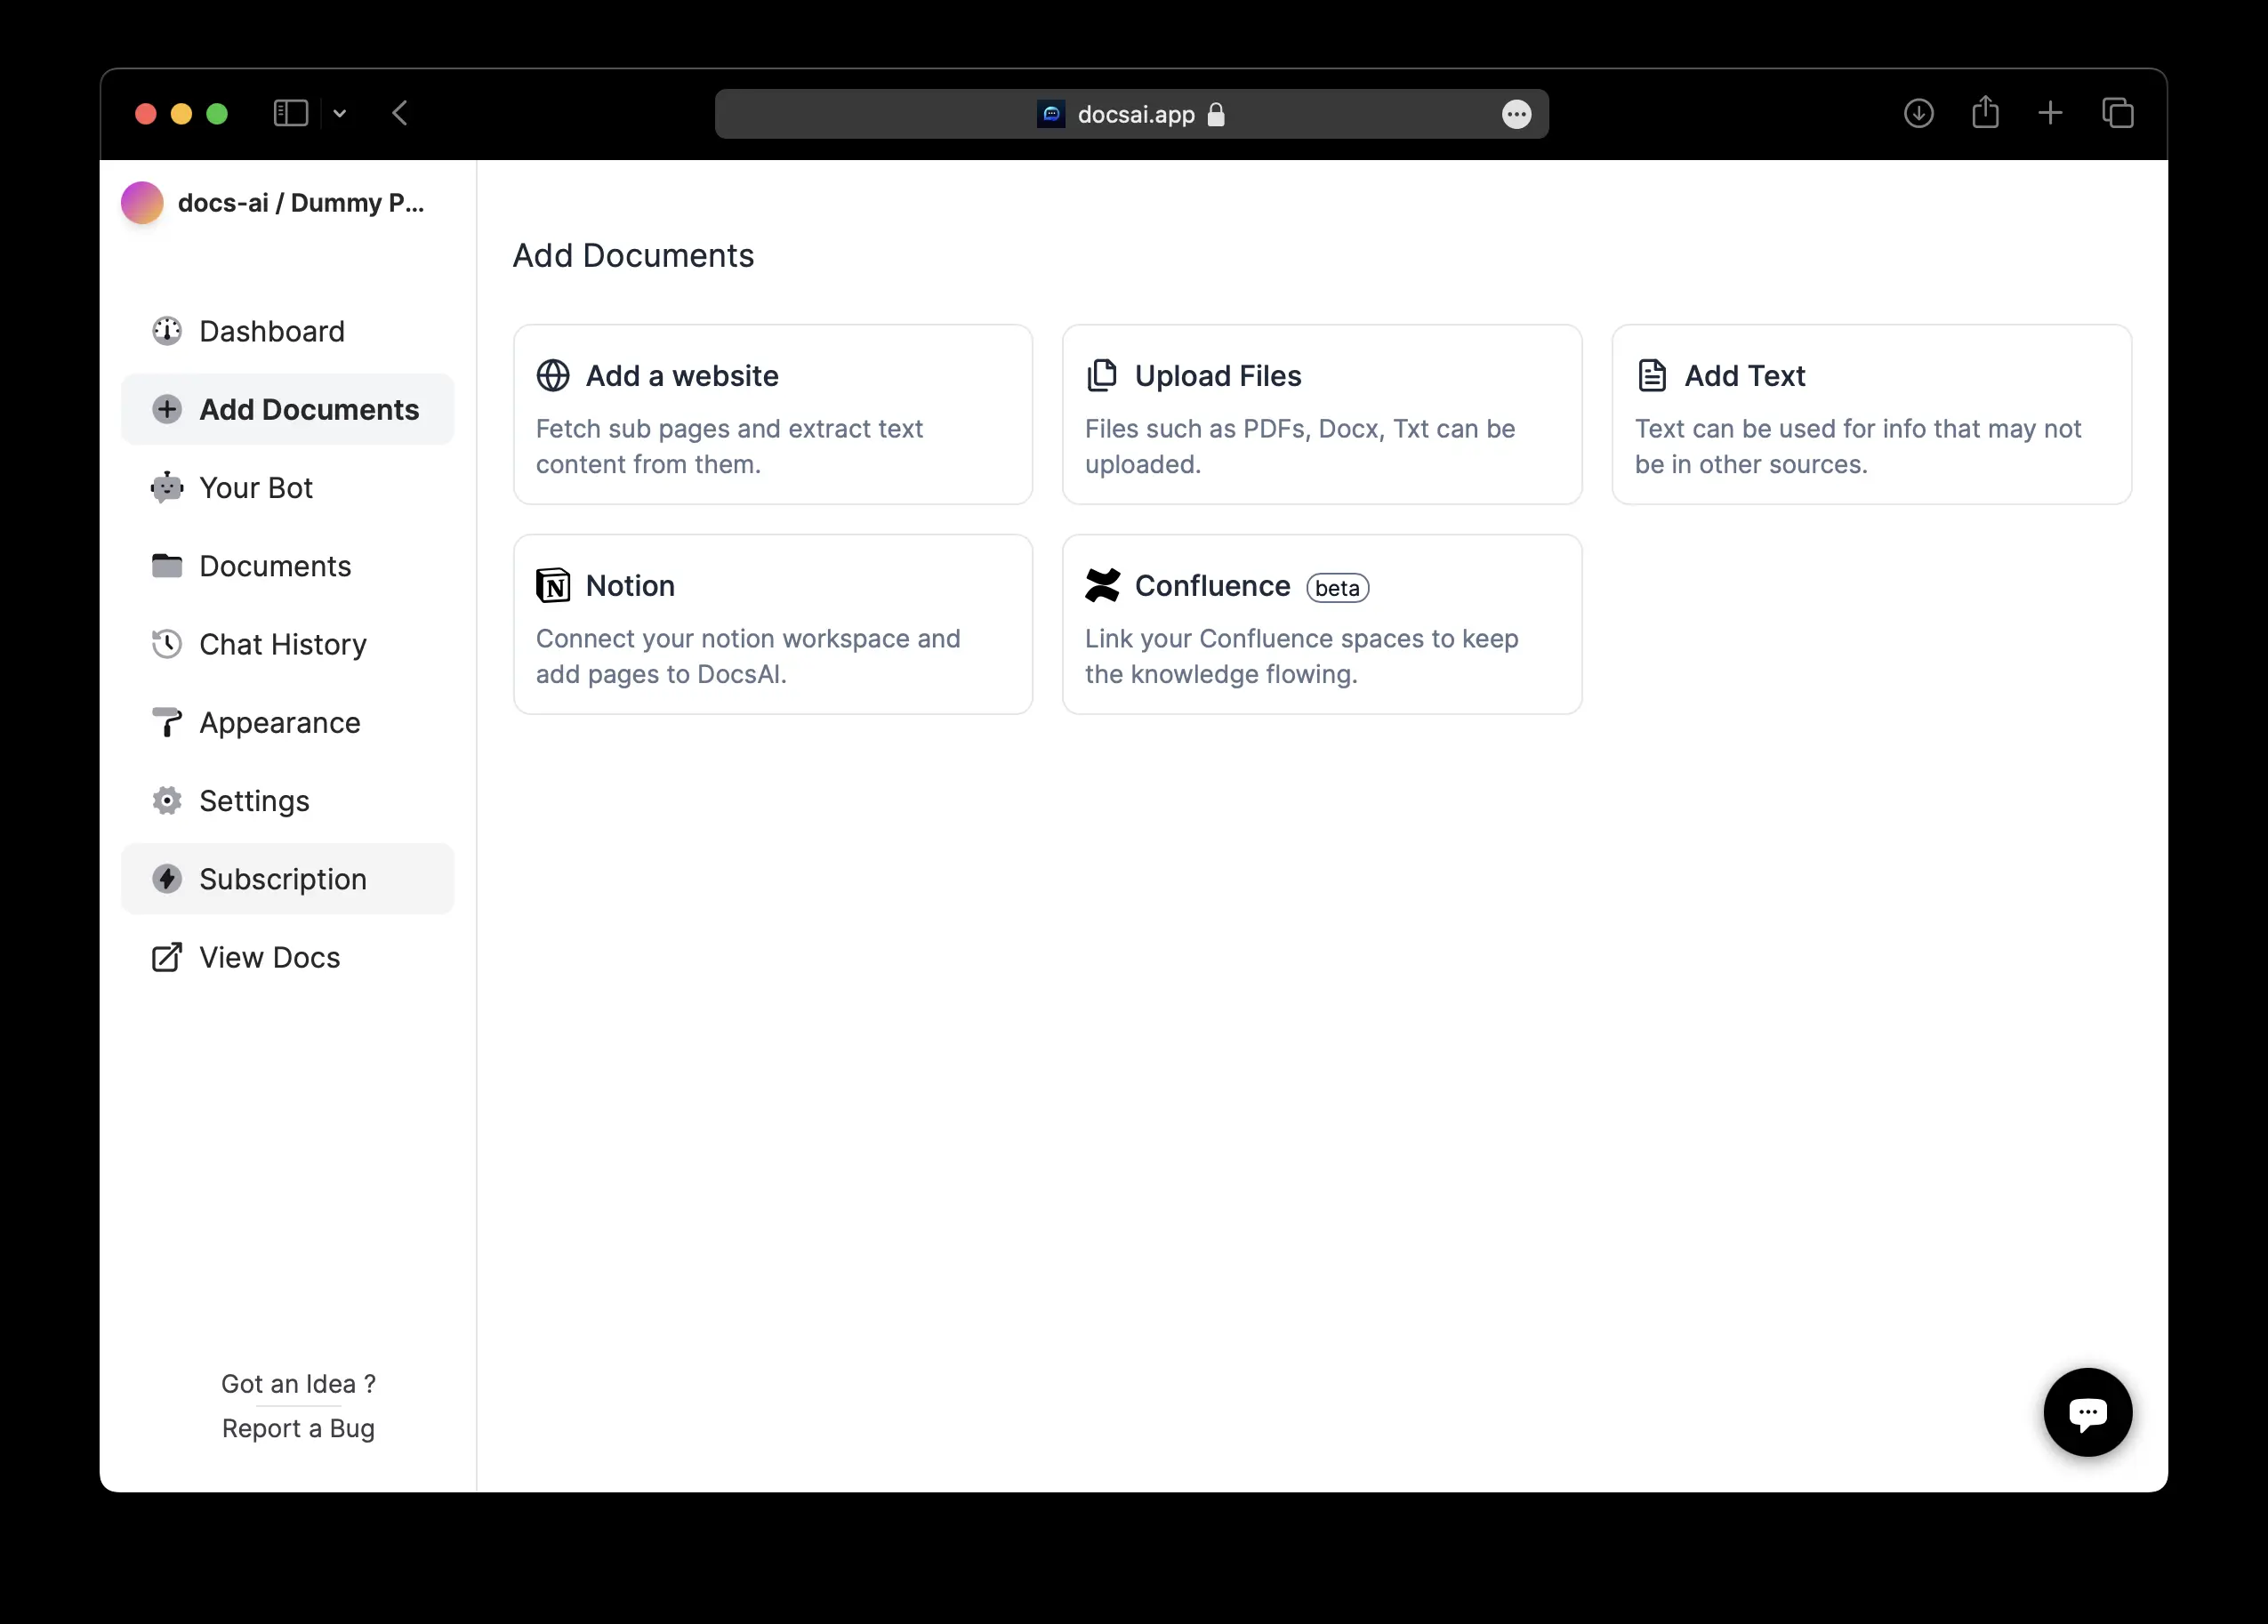 docsai.app
docs-ai / Dummy P...
Dashboard
Add Documents
Your Bot
Documents
Chat History
Appearance
Settings
Subscription
View Docs
Got an Idea ?
Report a Bug
Add Documents
Add a website
Fetch sub pages and extract text
content from them.
Upload Files
Files such as PDFs, Docx, Txt can be
uploaded.
Add Text
Text can be used for info that may not
be in other sources.
Notion
Connect your notion workspace and
add pages to DocsAI.
Confluence beta
Link your Confluence spaces to keep
the knowledge flowing.